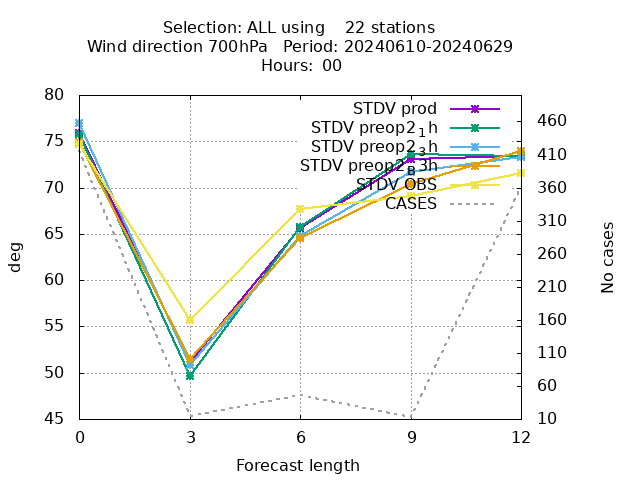 Selection: ALL using    22 stations
Wind direction 700hPa   Period: 20240610-20240629
Hours: 00
STDV prod
STDV preop2₁h
STDV preop2₃h
STDV preop2_B3h
STDV OBS
CASES
80
75
70
65
60
55
50
45
460
410
360
310
260
210
160
110
60
10
deg
No cases
0 3 6 9 12
Forecast length